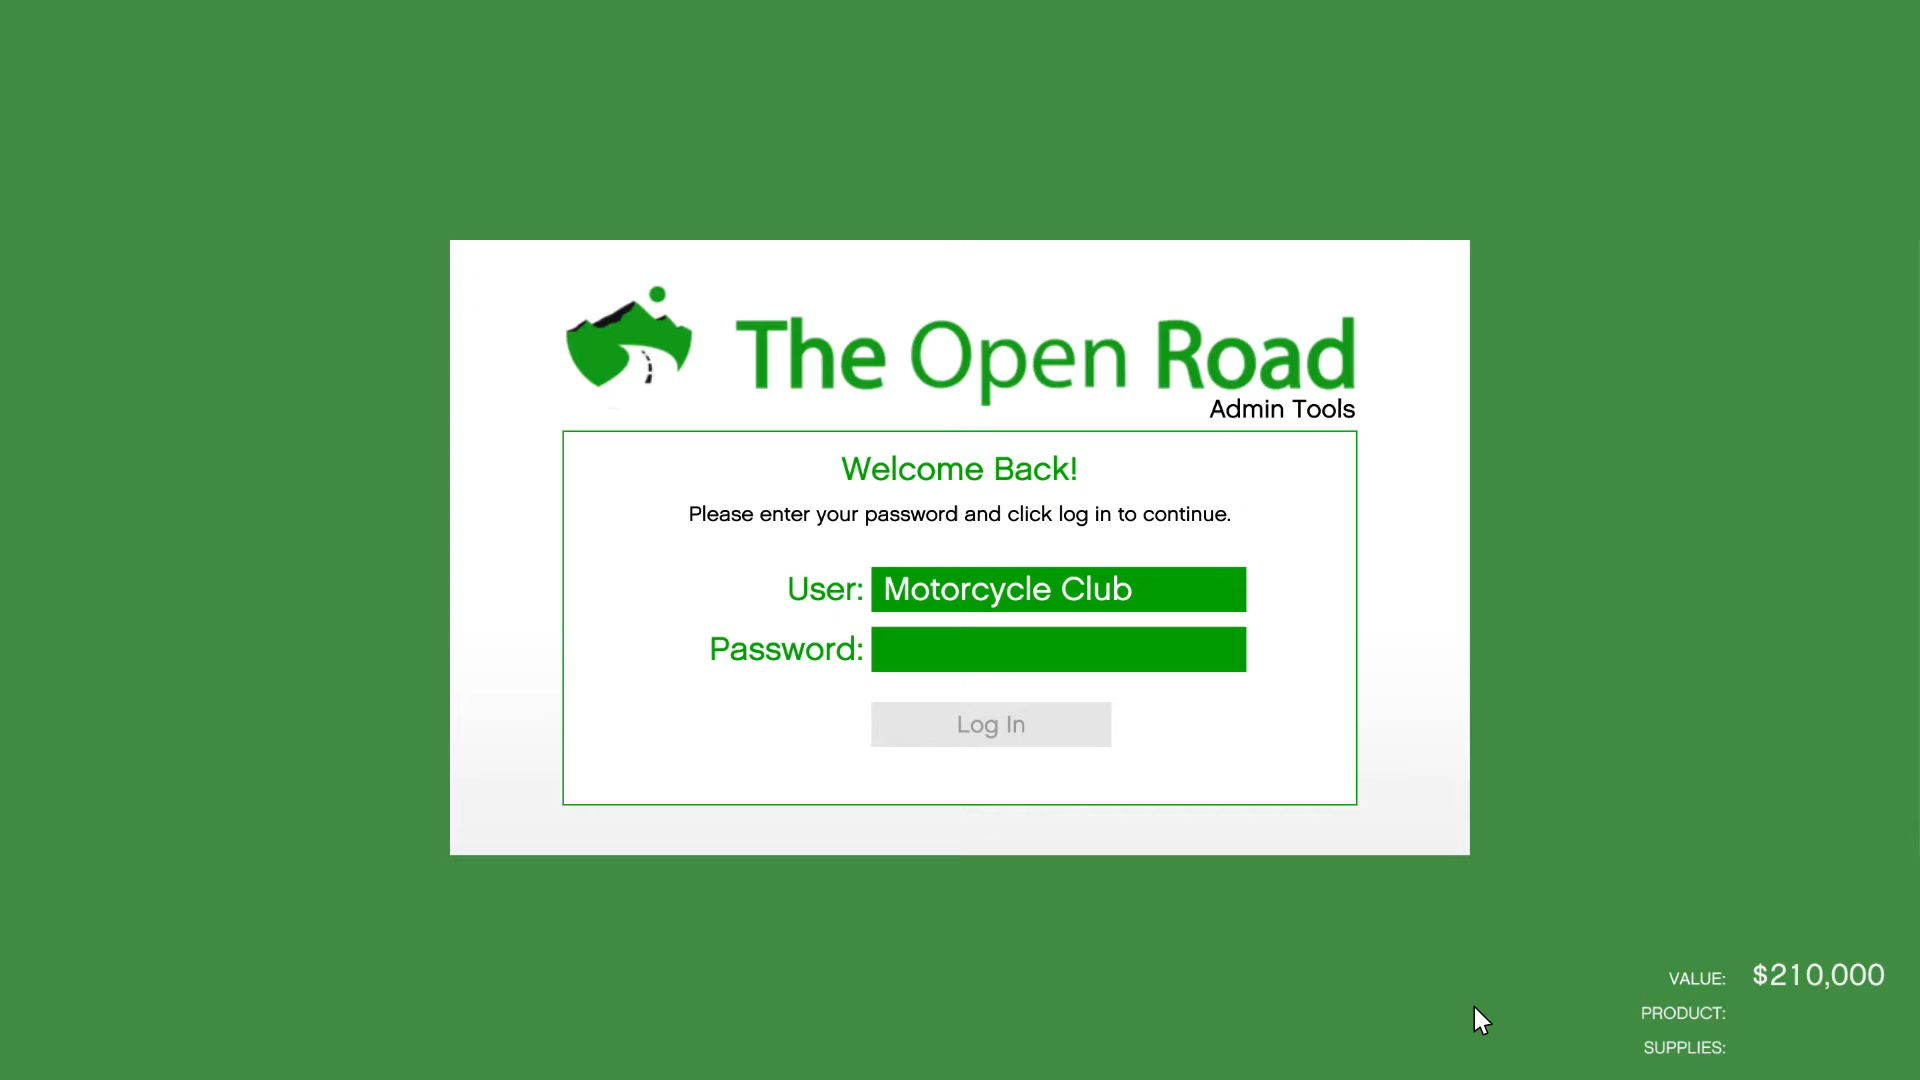 The Open Road
Admin Tools
Welcome Back!
Please enter your password and click log in to continue.
User: Motorcycle Club
Password:
Log In
VALUE: $210,000
PRODUCT:
SUPPLIES: